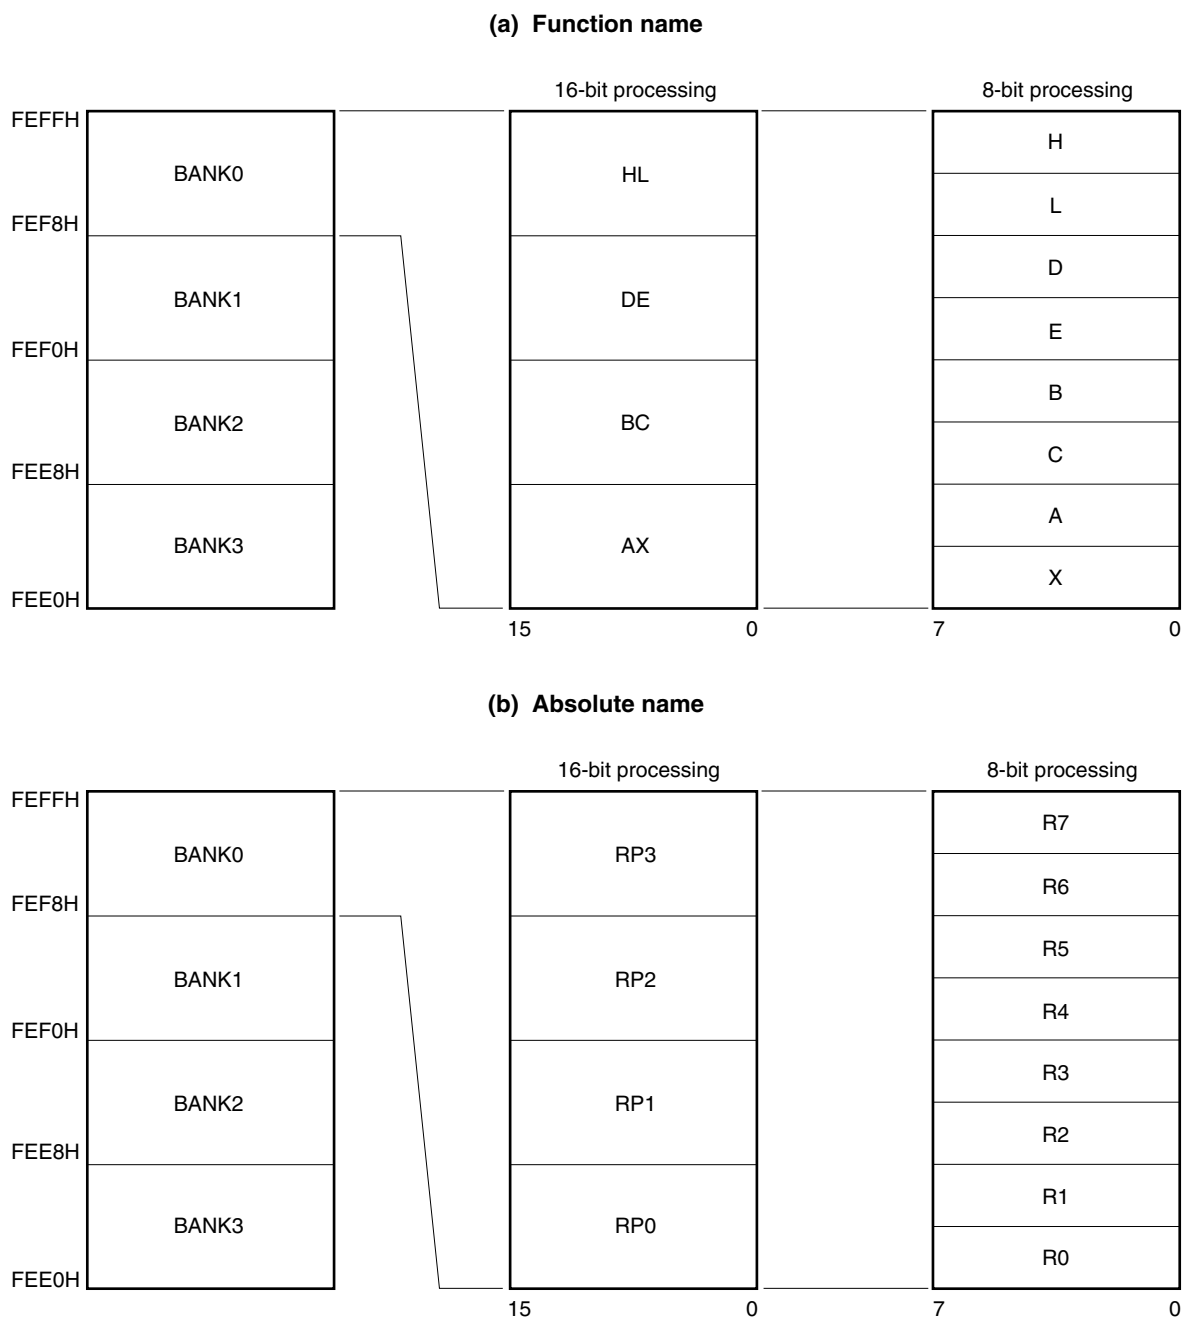 (a) Function name
16-bit processing
8-bit processing
FEFFH
H
BANK0
HL
L
FEF8H
D
BANK1
DE
E
FEF0H
B
BANK2
BC
C
FEE8H
A
BANK3
AX
X
FEE0H
15
0
7
0
(b) Absolute name
16-bit processing
8-bit processing
FEFFH
R7
BANK0
RP3
R6
FEF8H
R5
BANK1
RP2
R4
FEF0H
R3
BANK2
RP1
R2
FEE8H
R1
BANK3
RP0
R0
FEE0H
15
0
7
0